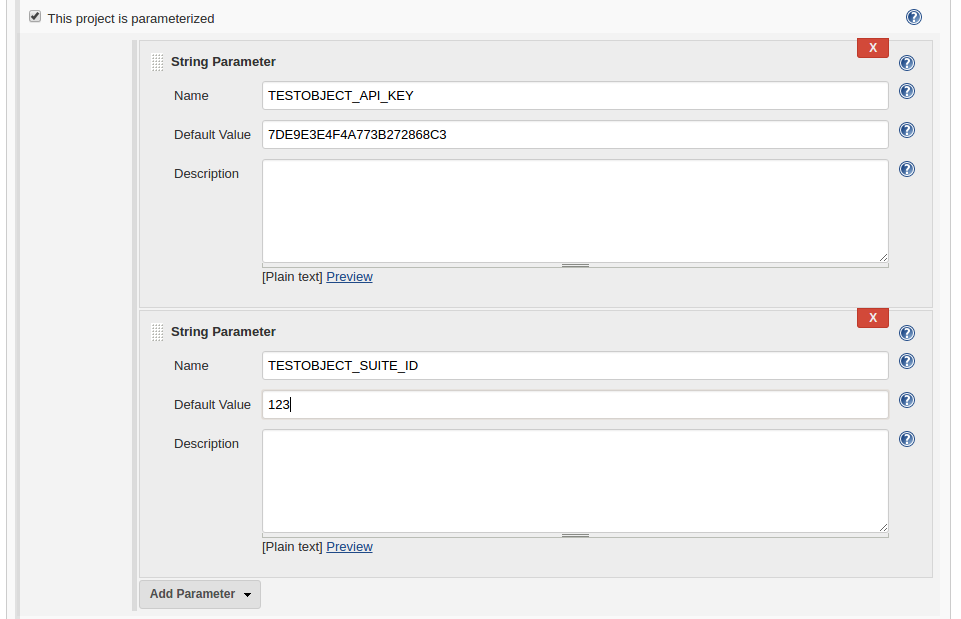 This project is parameterized
?
X
String Parameter
?
Name
TESTOBJECT_API_KEY
?
Default Value
7DE9E3E4F4A773B272868C3
?
Description
?
[Plain text] Preview
X
String Parameter
?
Name
TESTOBJECT_SUITE_ID
?
Default Value
123
?
Description
?
[Plain text] Preview
Add Parameter